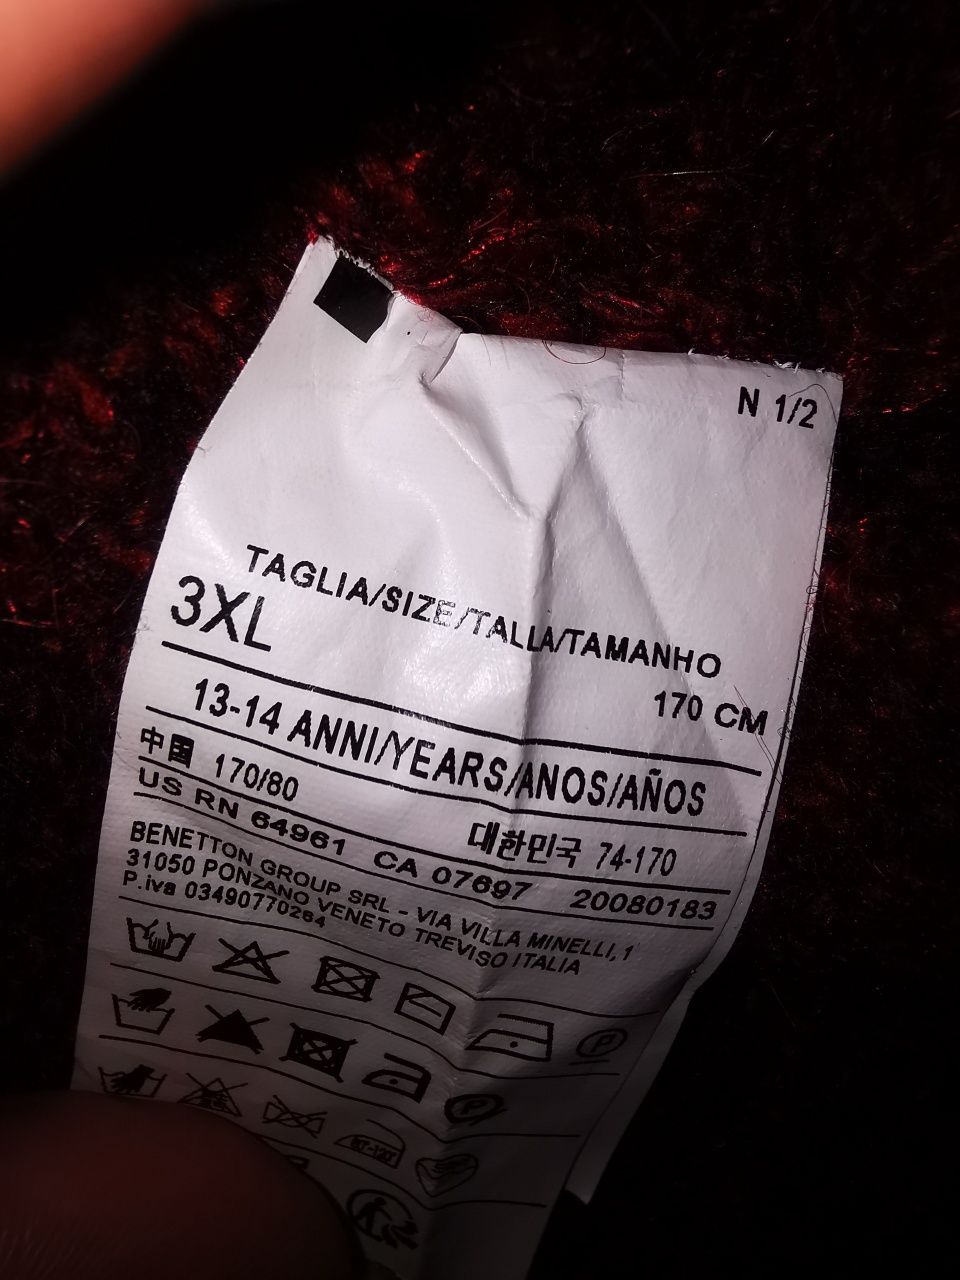 N 1/2
TAGLIA/SIZE/TALLA/TAMANHO
3XL
170 CM
13-14 ANNI/YEARS/ANOS/AÑOS
中国 170/80
대한민국 74-170
US RN 64961 CA 07697 20080183
BENETTON GROUP SRL - VIA VILLA MINELLI, 1
31050 PONZANO VENETO TREVISO ITALIA
P.iva 03490770264
P
P